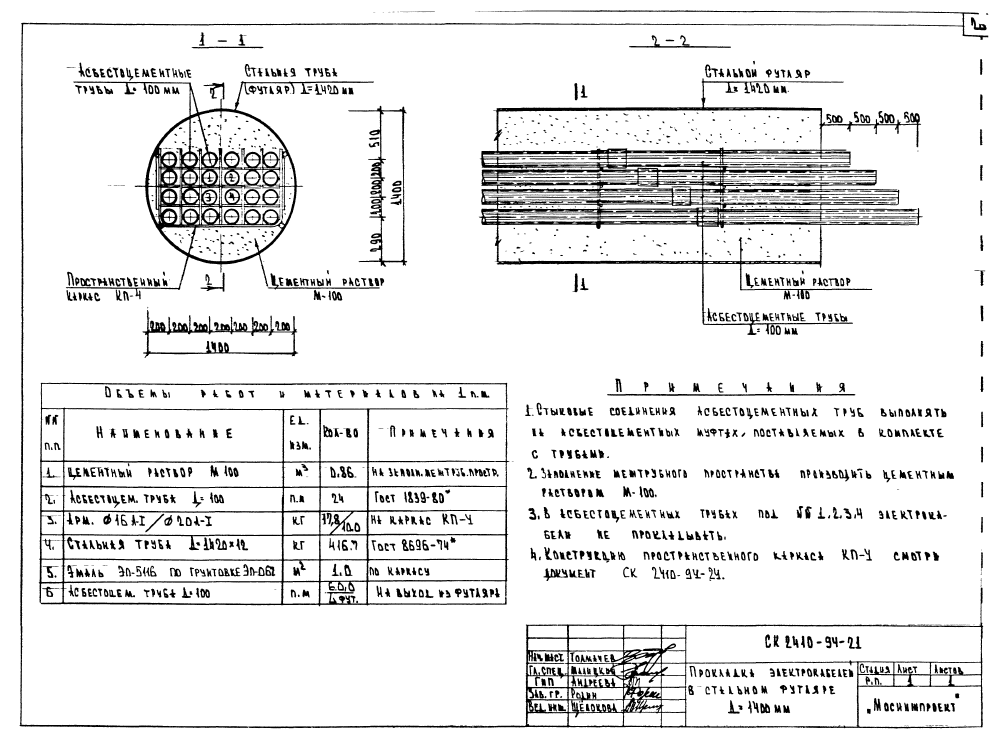 20
1 - 1
2 - 2
Асбестоцементные
трубы Д= 100 мм
Стальная труба
(футляр) Д=1420 мм
2
Стальной футляр
Д= 1420 мм.
1
500 500 500 500
510
200 200 200
290
1400
1 2
3 4
Пространственный
каркас КП-4
2
Цементный раствор
М-100
1
Цементный раствор
М-100
Асбестоцементные трубы
Д= 100 мм
200 200 200 200 200 200 200
1400
Объемы работ и материалов на 1 п.м.
№№ п.п. Наименование Ед. изм. Кол-во Примечания
1. Цементный раствор М 100 м³ 0.86. на заполн. межтруб. простр.
2. Асбестоцем. труба Д=100 п.м 24 Гост 1839-80*
3. Арм. Ф16А-I/Ф20А-I кг 17.8/10.0 на каркас КП-4
4. Стальная труба Д=1420×12 кг 416.7 Гост 8696-74*
5. Эмаль ЭП-5116 по грунтовке ЭП-062 м² 1.0 по каркасу
6 Асбестоцем. труба Д=100 п.м 60.0/L фут. На выход из футляра
Примечания
1. Стыковые соединения асбестоцементных труб выполнять
на асбестоцементных муфтах, поставляемых в комплекте
с трубами.
2. Заполнение межтрубного пространства производить цементным
раствором М-100.
3. В асбестоцементных трубах под №№ 1.2.3.4 электрока-
бели не прокладывать.
4. Конструкцию пространственного каркаса КП-4 смотри
документ СК 2410-94-24.
СК 2410-94-21
Нач.маст. Толмачев
Гл.спец.
ГИП Андреева
Зав. гр. Родин
Вед. инж. Щелокова
Прокладка электрокабелей
в стальном футляре
Д=1400 мм
Стадия Лист Листов
Р.п. 1 1
„Мосинжпроект"